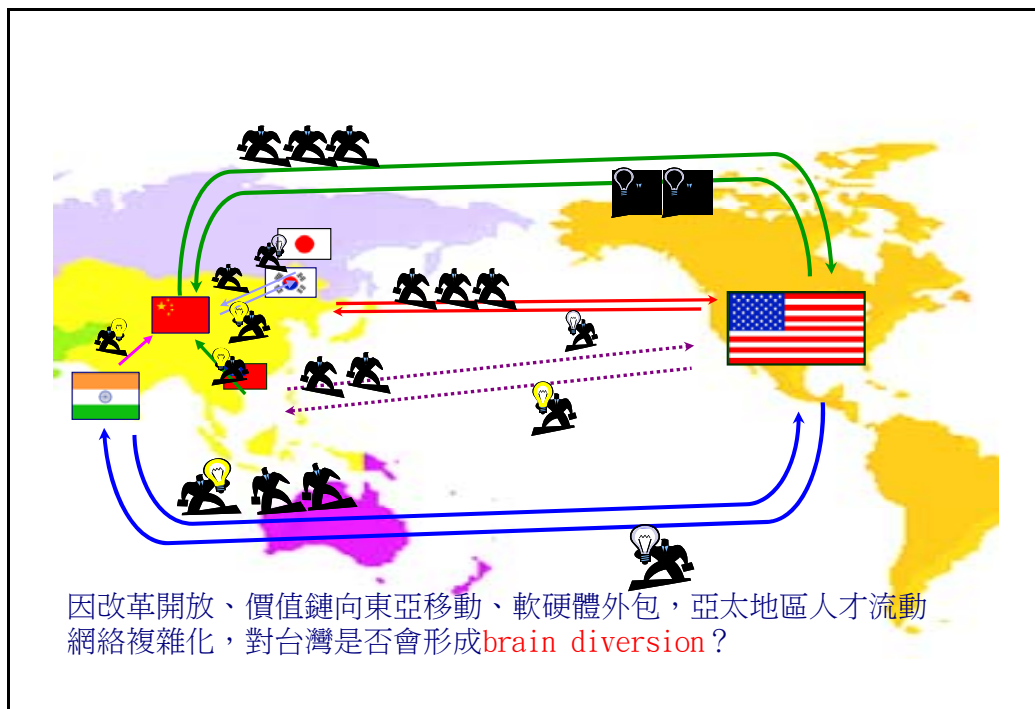 因改革開放、價值鏈向東亞移動、軟硬體外包，亞太地區人才流動
網絡複雜化，對台灣是否會形成brain diversion？